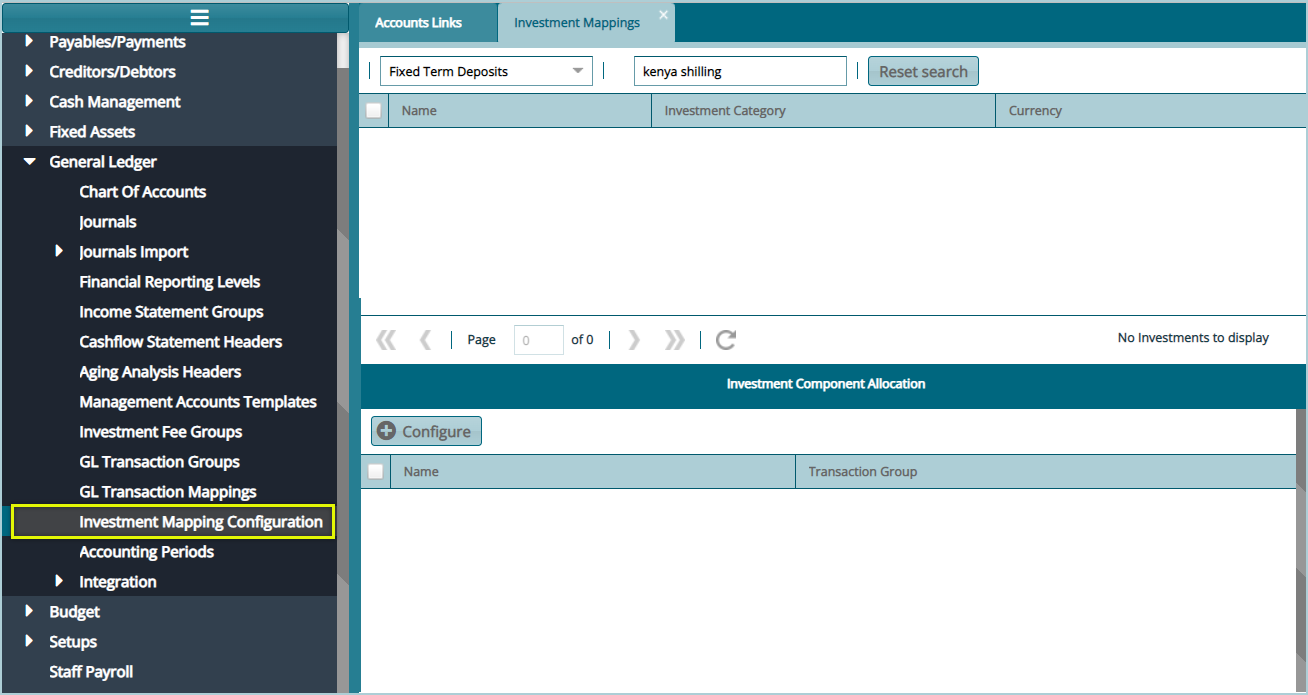 Payables/Payments
Creditors/Debtors
Cash Management
Fixed Assets
General Ledger
Chart Of Accounts
Journals
Journals Import
Financial Reporting Levels
Income Statement Groups
Cashflow Statement Headers
Aging Analysis Headers
Management Accounts Templates
Investment Fee Groups
GL Transaction Groups
GL Transaction Mappings
Investment Mapping Configuration
Accounting Periods
Integration
Budget
Setups
Staff Payroll
Accounts Links Investment Mappings
Fixed Term Deposits kenya shilling Reset search
Name Investment Category Currency
Page 0 of 0 No Investments to display
Investment Component Allocation
Configure
Name Transaction Group